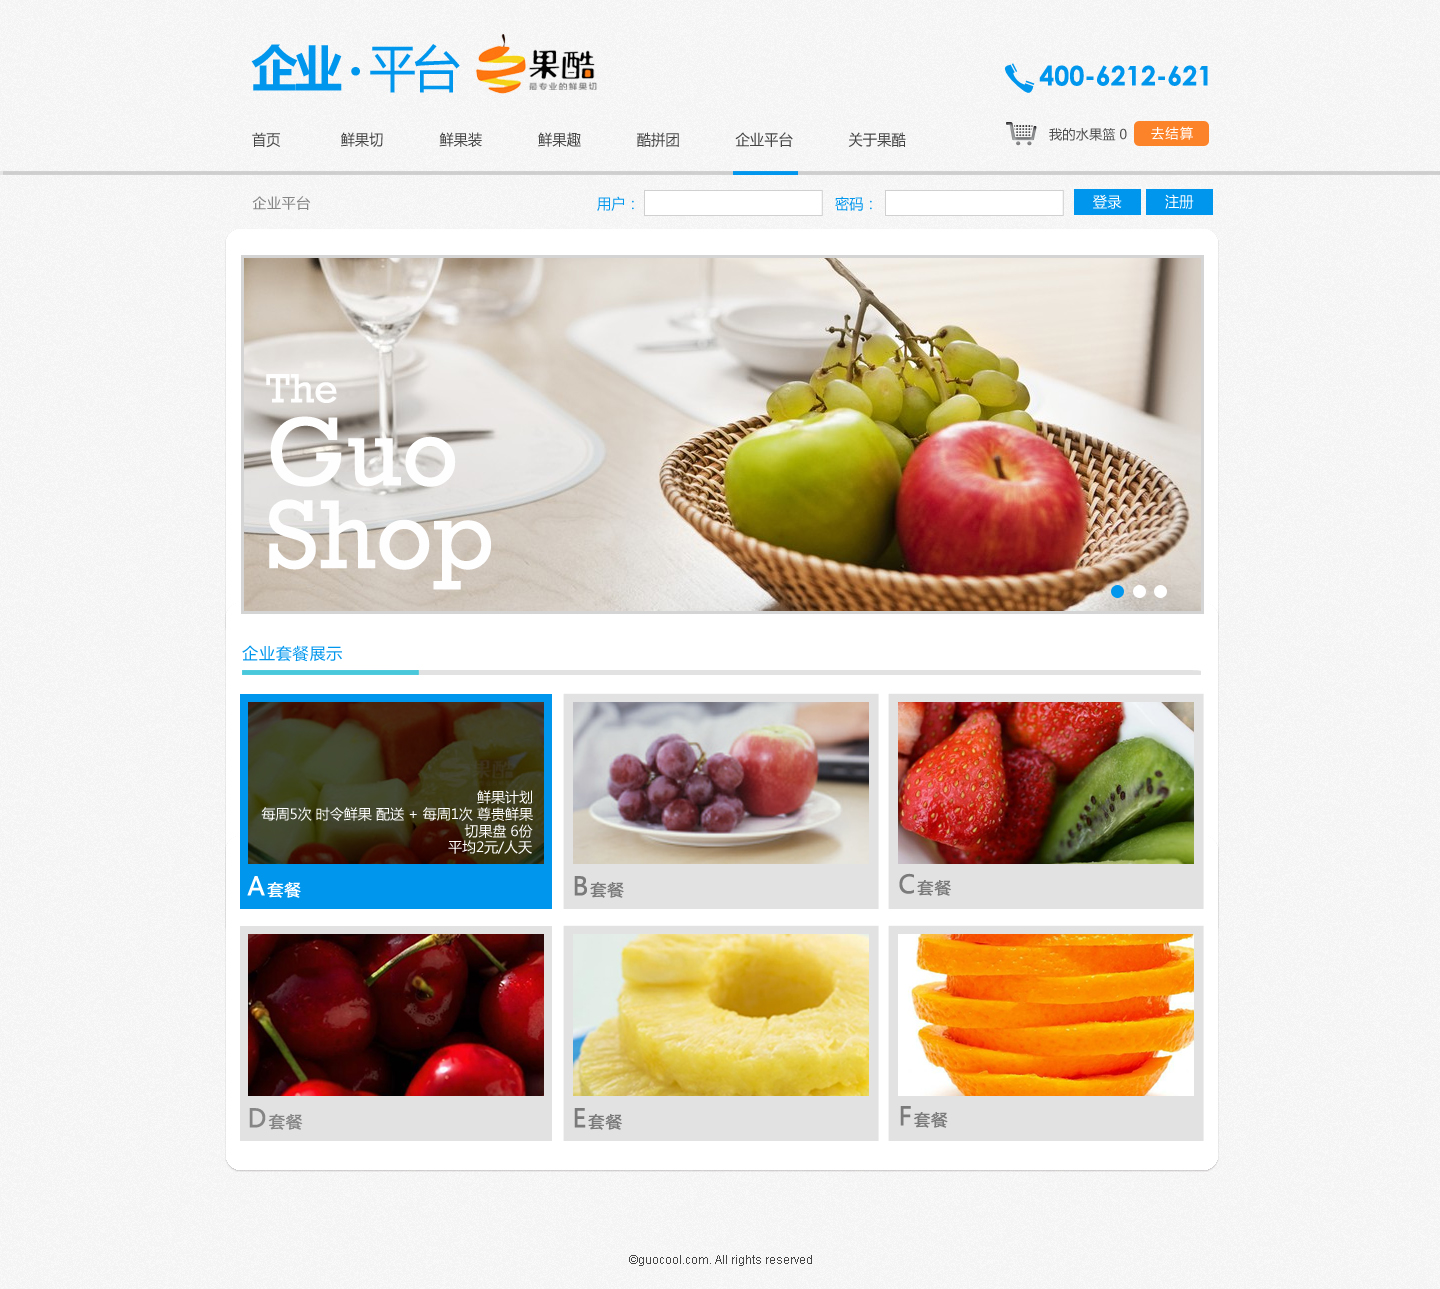 企业·平台
果酷
最专业的鲜果切
400-6212-621
首页 鲜果切 鲜果装 鲜果趣 酷拼团 企业平台 关于果酷
我的水果篮 0 去结算
企业平台 用户： 密码： 登录 注册
The
Guo
Shop
企业套餐展示
果酷
鲜果计划
每周5次 时令鲜果 配送 + 每周1次 尊贵鲜果
切果盘 6份
平均2元/人天
A套餐 B套餐 C套餐
D套餐 E套餐 F套餐
©guocool.com. All rights reserved